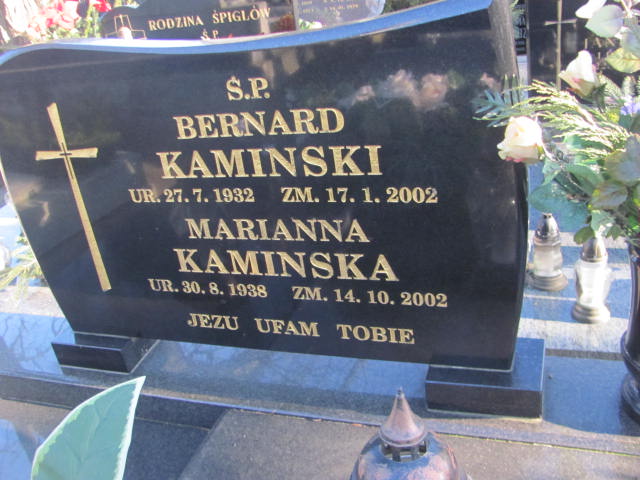 RODZINA ŚPIGLÓW
Ś.P.
Ś.P.
BERNARD
KAMINSKI
UR. 27. 7. 1932 ZM. 17. 1. 2002
MARIANNA
KAMINSKA
UR. 30. 8. 1938 ZM. 14. 10. 2002
JEZU UFAM TOBIE